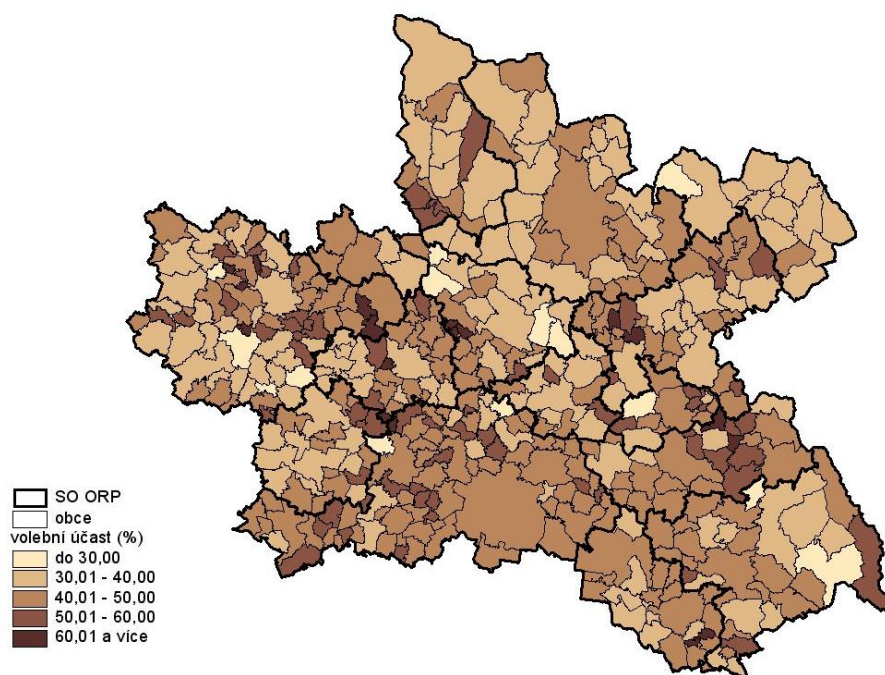 SO ORP
obce
volební účast (%)
do 30,00
30,01 - 40,00
40,01 - 50,00
50,01 - 60,00
60,01 a více